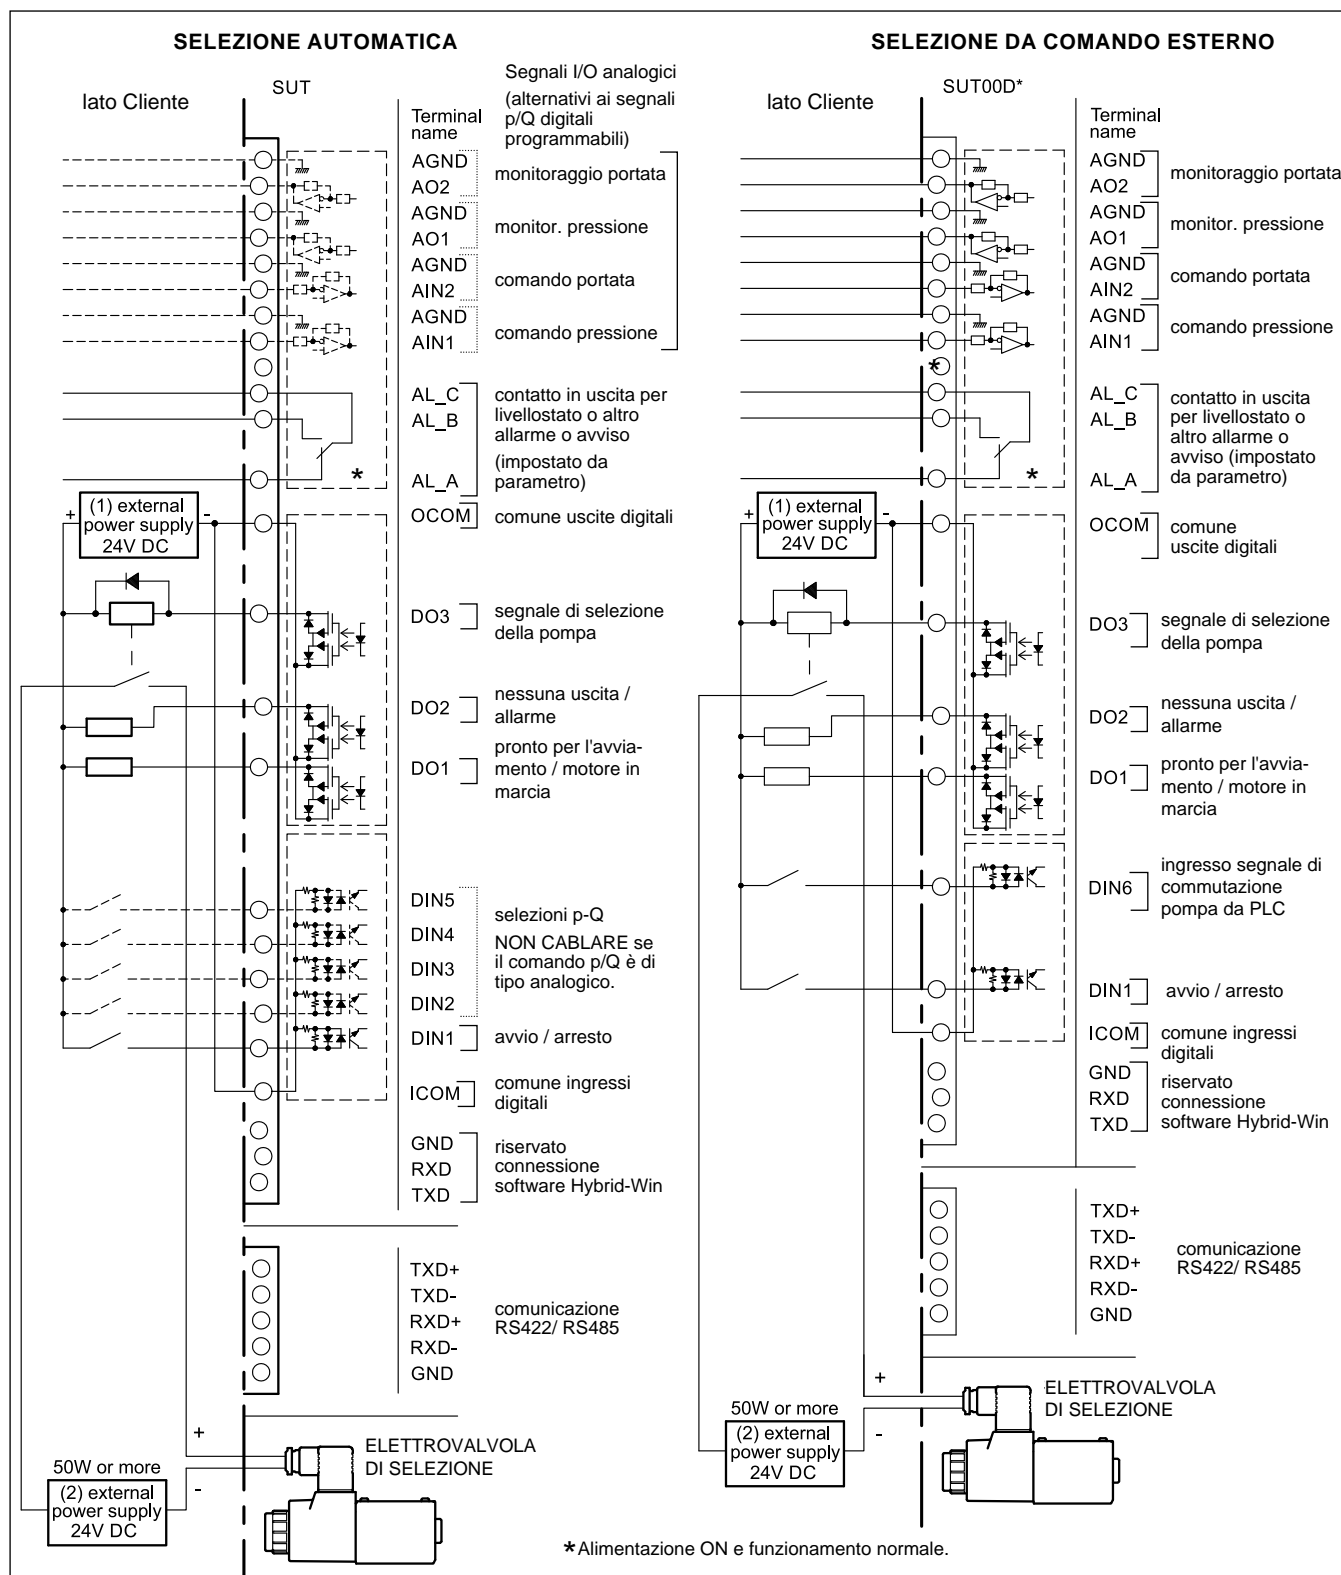 SELEZIONE AUTOMATICA
lato Cliente
SUT
Segnali I/O analogici
(alternativi ai segnali
p/Q digitali
programmabili)
Terminal
name
AGND
AO2
monitoraggio portata
AGND
AO1
monitor. pressione
AGND
AIN2
comando portata
AGND
AIN1
comando pressione
AL_C
AL_B
AL_A
contatto in uscita per
livellostato o altro
allarme o avviso
(impostato da
parametro)
*
+
(1) external
power supply
24V DC
-
OCOM
comune uscite digitali
DO3
segnale di selezione
della pompa
DO2
nessuna uscita /
allarme
DO1
pronto per l'avvia-
mento / motore in
marcia
DIN5
DIN4
DIN3
DIN2
selezioni p-Q
NON CABLARE se
il comando p/Q è di
tipo analogico.
DIN1
avvio / arresto
ICOM
comune ingressi
digitali
GND
RXD
TXD
riservato
connessione
software Hybrid-Win
TXD+
TXD-
RXD+
RXD-
GND
comunicazione
RS422/ RS485
+
-
50W or more
(2) external
power supply
24V DC
ELETTROVALVOLA
DI SELEZIONE
SELEZIONE DA COMANDO ESTERNO
lato Cliente
SUT00D*
Terminal
name
AGND
AO2
monitoraggio portata
AGND
AO1
monitor. pressione
AGND
AIN2
comando portata
AGND
AIN1
comando pressione
*
AL_C
AL_B
AL_A
contatto in uscita
per livellostato o
altro allarme o
avviso (impostato
da parametro)
*
+
(1) external
power supply
24V DC
-
OCOM
comune
uscite digitali
DO3
segnale di selezione
della pompa
DO2
nessuna uscita /
allarme
DO1
pronto per l'avvia-
mento / motore in
marcia
DIN6
ingresso segnale di
commutazione
pompa da PLC
DIN1
avvio / arresto
ICOM
comune ingressi
digitali
GND
RXD
TXD
riservato
connessione
software Hybrid-Win
TXD+
TXD-
RXD+
RXD-
GND
comunicazione
RS422/ RS485
+
-
50W or more
(2) external
power supply
24V DC
ELETTROVALVOLA
DI SELEZIONE
*Alimentazione ON e funzionamento normale.